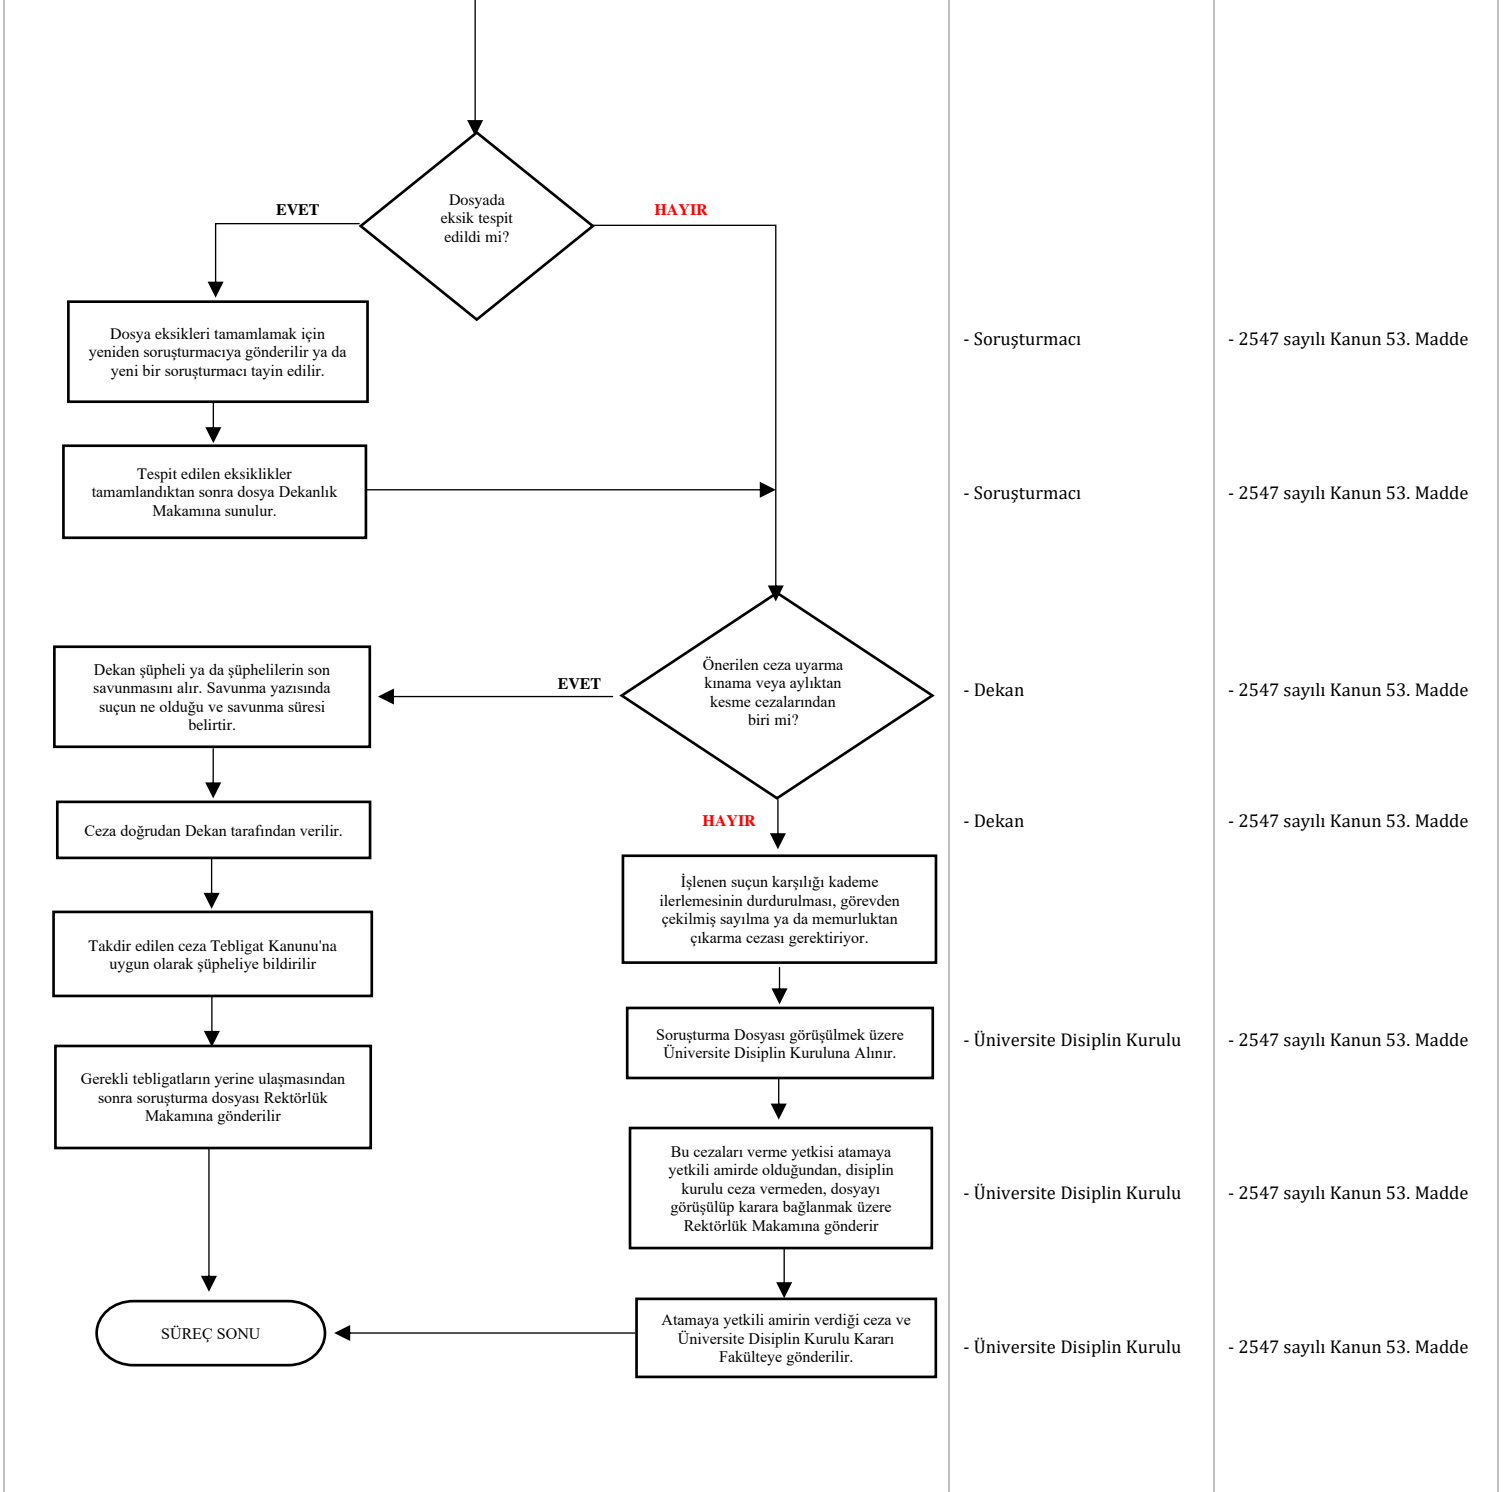 Dosyada
eksik tespit
edildi mi?
EVET
HAYIR
Dosya eksikleri tamamlamak için
yeniden soruşturmacıya gönderilir ya da
yeni bir soruşturmacı tayin edilir.
- Soruşturmacı
- 2547 sayılı Kanun 53. Madde
Tespit edilen eksiklikler
tamamlandıktan sonra dosya Dekanlık
Makamına sunulur.
- Soruşturmacı
- 2547 sayılı Kanun 53. Madde
Önerilen ceza uyarma
kınama veya aylıktan
kesme cezalarından
biri mi?
EVET
HAYIR
Dekan şüpheli ya da şüphelilerin son
savunmasını alır. Savunma yazısında
suçun ne olduğu ve savunma süresi
belirtir.
- Dekan
- 2547 sayılı Kanun 53. Madde
Ceza doğrudan Dekan tarafından verilir.
- Dekan
- 2547 sayılı Kanun 53. Madde
Takdir edilen ceza Tebligat Kanunu'na
uygun olarak şüpheliye bildirilir
Gerekli tebligatların yerine ulaşmasından
sonra soruşturma dosyası Rektörlük
Makamına gönderilir
İşlenen suçun karşılığı kademe
ilerlemesinin durdurulması, görevden
çekilmiş sayılma ya da memurluktan
çıkarma cezası gerektiriyor.
Soruşturma Dosyası görüşülmek üzere
Üniversite Disiplin Kuruluna Alınır.
- Üniversite Disiplin Kurulu
- 2547 sayılı Kanun 53. Madde
Bu cezaları verme yetkisi atamaya
yetkili amirde olduğundan, disiplin
kurulu ceza vermeden, dosyayı
görüşülüp karara bağlanmak üzere
Rektörlük Makamına gönderir
- Üniversite Disiplin Kurulu
- 2547 sayılı Kanun 53. Madde
Atamaya yetkili amirin verdiği ceza ve
Üniversite Disiplin Kurulu Kararı
Fakülteye gönderilir.
- Üniversite Disiplin Kurulu
- 2547 sayılı Kanun 53. Madde
SÜREÇ SONU